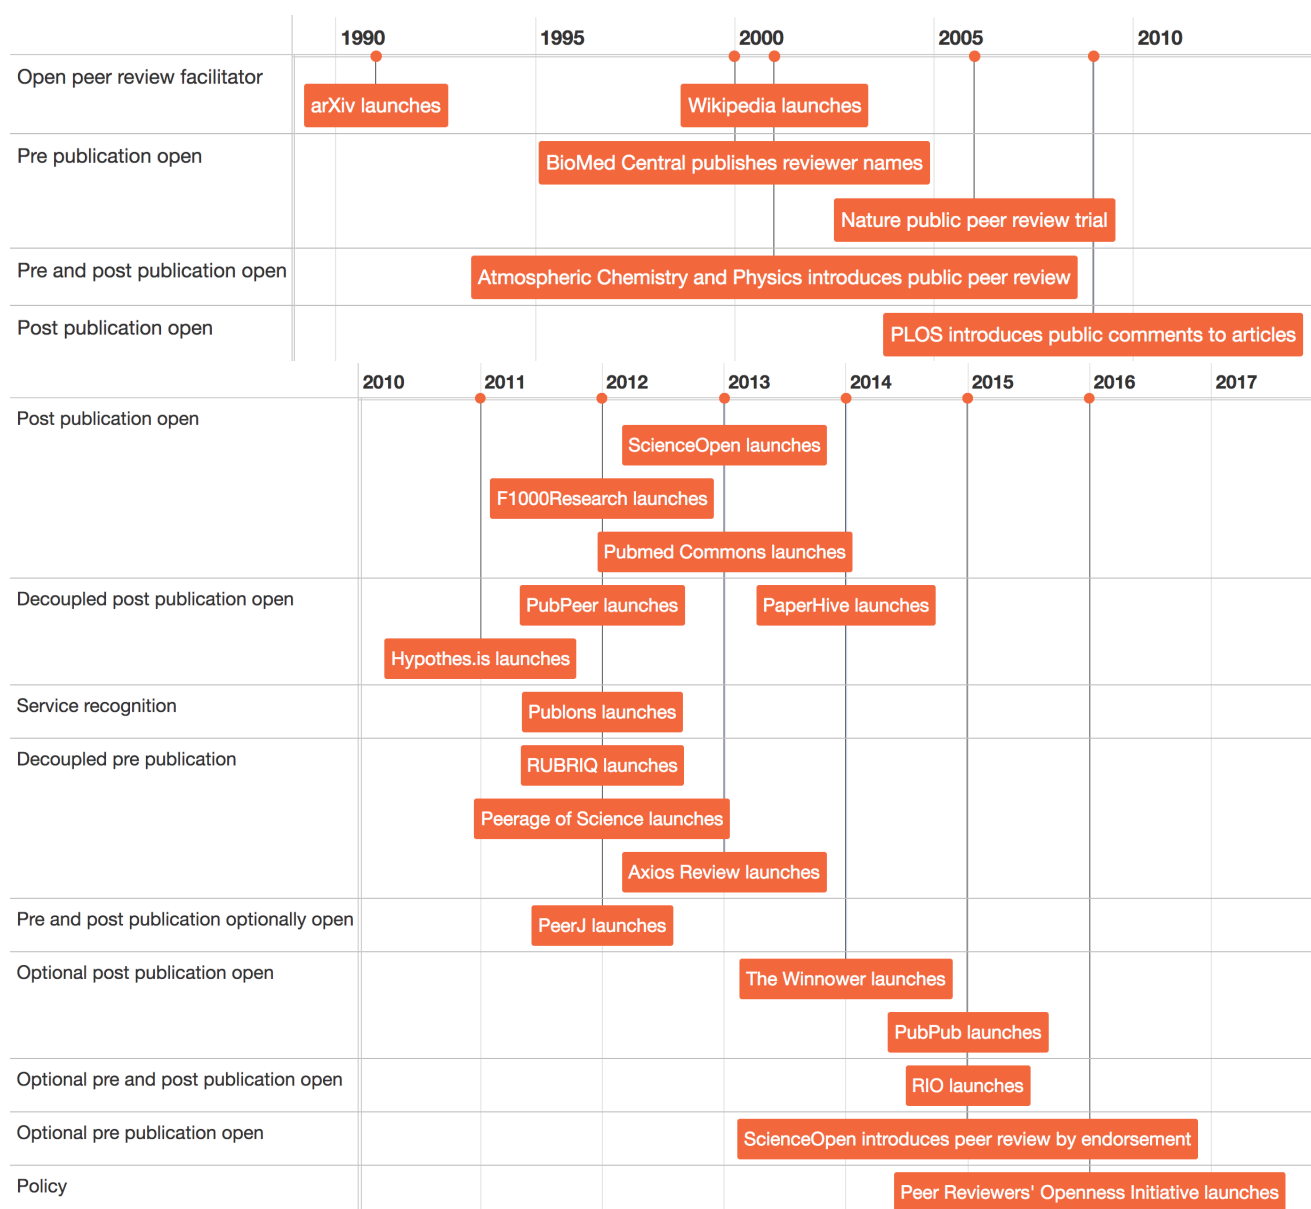 1990 1995 2000 2005 2010
Open peer review facilitator
arXiv launches Wikipedia launches
Pre publication open
BioMed Central publishes reviewer names
Nature public peer review trial
Pre and post publication open
Atmospheric Chemistry and Physics introduces public peer review
Post publication open
PLOS introduces public comments to articles
2010 2011 2012 2013 2014 2015 2016 2017
Post publication open
ScienceOpen launches
F1000Research launches
Pubmed Commons launches
Decoupled post publication open
PubPeer launches PaperHive launches
Hypothes.is launches
Service recognition
Publons launches
Decoupled pre publication
RUBRIQ launches
Peerage of Science launches
Axios Review launches
Pre and post publication optionally open
PeerJ launches
Optional post publication open
The Winnower launches
PubPub launches
Optional pre and post publication open
RIO launches
Optional pre publication open
ScienceOpen introduces peer review by endorsement
Policy
Peer Reviewers' Openness Initiative launches